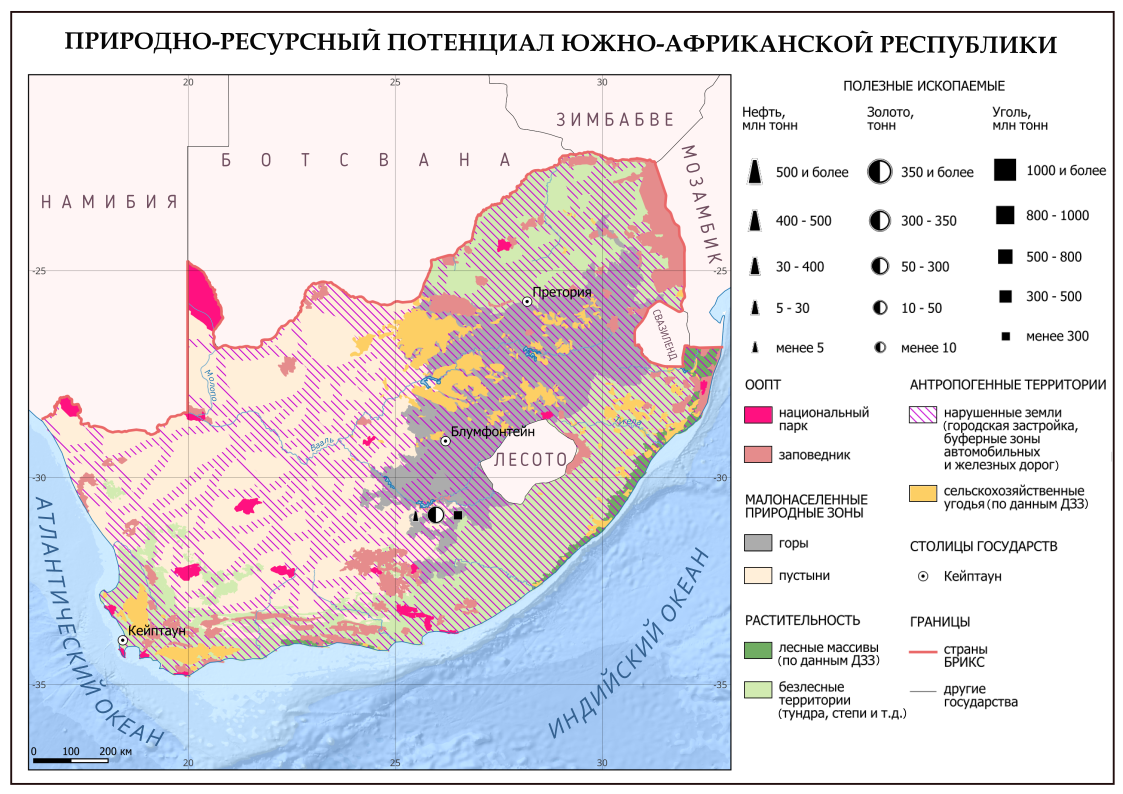 ПРИРОДНО-РЕСУРСНЫЙ ПОТЕНЦИАЛ ЮЖНО-АФРИКАНСКОЙ РЕСПУБЛИКИ
20
25
30
ЗИМБАБВЕ
БОТСВАНА
НАМИБИЯ
МОЗАМБИК
-25
-25
Претория
СВАЗИЛЕНД
Молопо
Вааль
Тугела
Блумфонтейн
ЛЕСОТО
-30
-30
АТЛАНТИЧЕСКИЙ ОКЕАН
ИНДИЙСКИЙ ОКЕАН
Кейптаун
-35
-35
0 100 200 км
20
25
30
ПОЛЕЗНЫЕ ИСКОПАЕМЫЕ
Нефть,
млн тонн
500 и более
400 - 500
30 - 400
5 - 30
менее 5
Золото,
тонн
350 и более
300 - 350
50 - 300
10 - 50
менее 10
Уголь,
млн тонн
1000 и более
800 - 1000
500 - 800
300 - 500
менее 300
ООПТ
национальный
парк
заповедник
МАЛОНАСЕЛЕННЫЕ
ПРИРОДНЫЕ ЗОНЫ
горы
пустыни
РАСТИТЕЛЬНОСТЬ
лесные массивы
(по данным ДЗЗ)
безлесные
территории
(тундра, степи и т.д.)
АНТРОПОГЕННЫЕ ТЕРРИТОРИИ
нарушенные земли
(городская застройка,
буферные зоны
автомобильных
и железных дорог)
сельскохозяйственные
угодья (по данным ДЗЗ)
СТОЛИЦЫ ГОСУДАРСТВ
Кейптаун
ГРАНИЦЫ
страны
БРИКС
другие
государства